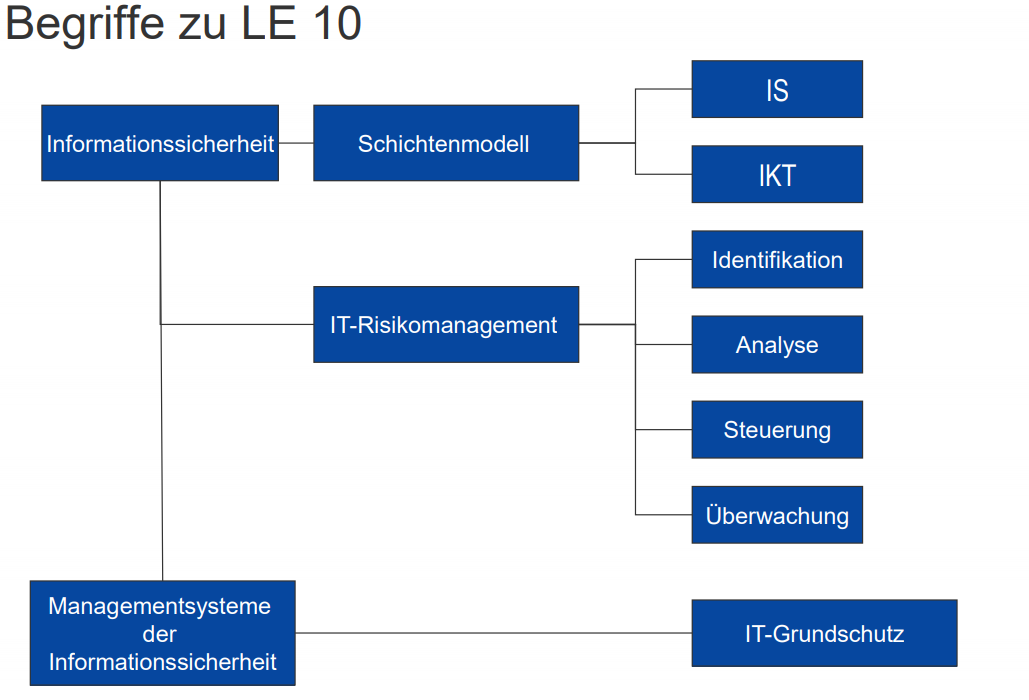 Begriffe zu LE 10
IS
Informationssicherheit
Schichtenmodell
IKT
Identifikation
IT-Risikomanagement
Analyse
Steuerung
Überwachung
Managementsysteme
der
Informationssicherheit
IT-Grundschutz